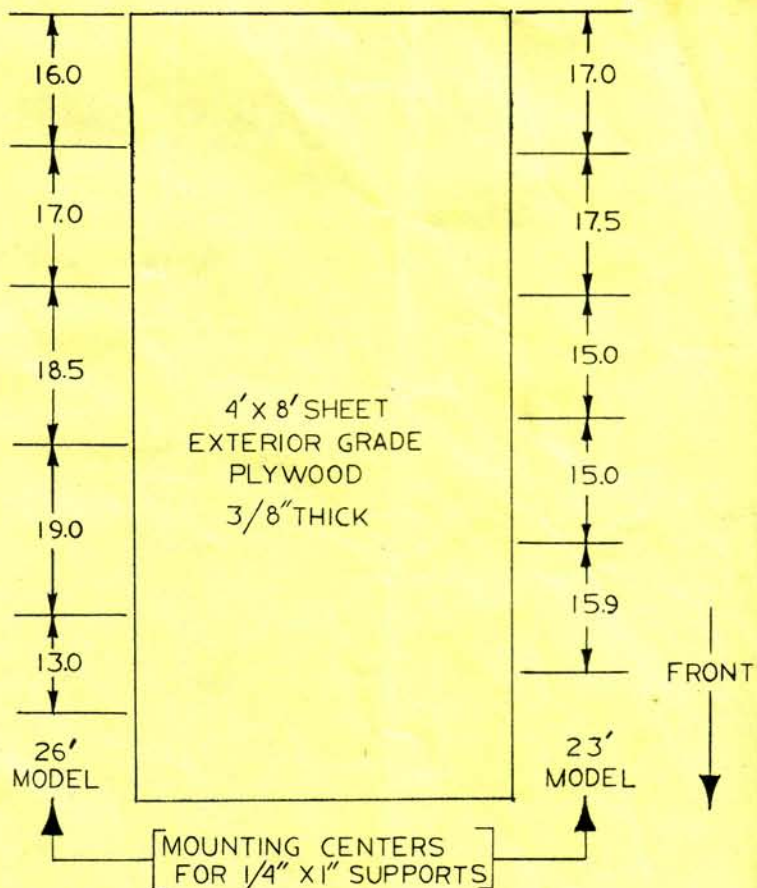 16.0
17.0
18.5
19.0
13.0
26'
MODEL
4' X 8' SHEET
EXTERIOR GRADE
PLYWOOD
3/8" THICK
17.0
17.5
15.0
15.0
15.9
23'
MODEL
FRONT
MOUNTING CENTERS
FOR 1/4" X 1" SUPPORTS